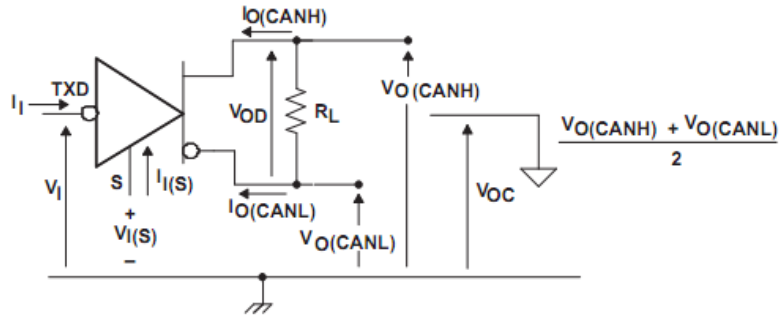 IO(CANH)
TXD
II
VOD
RL
VO(CANH)
VO(CANH) + VO(CANL)
2
VI
S
II(S)
IO(CANL)
VOC
+
VI(S)
–
VO(CANL)